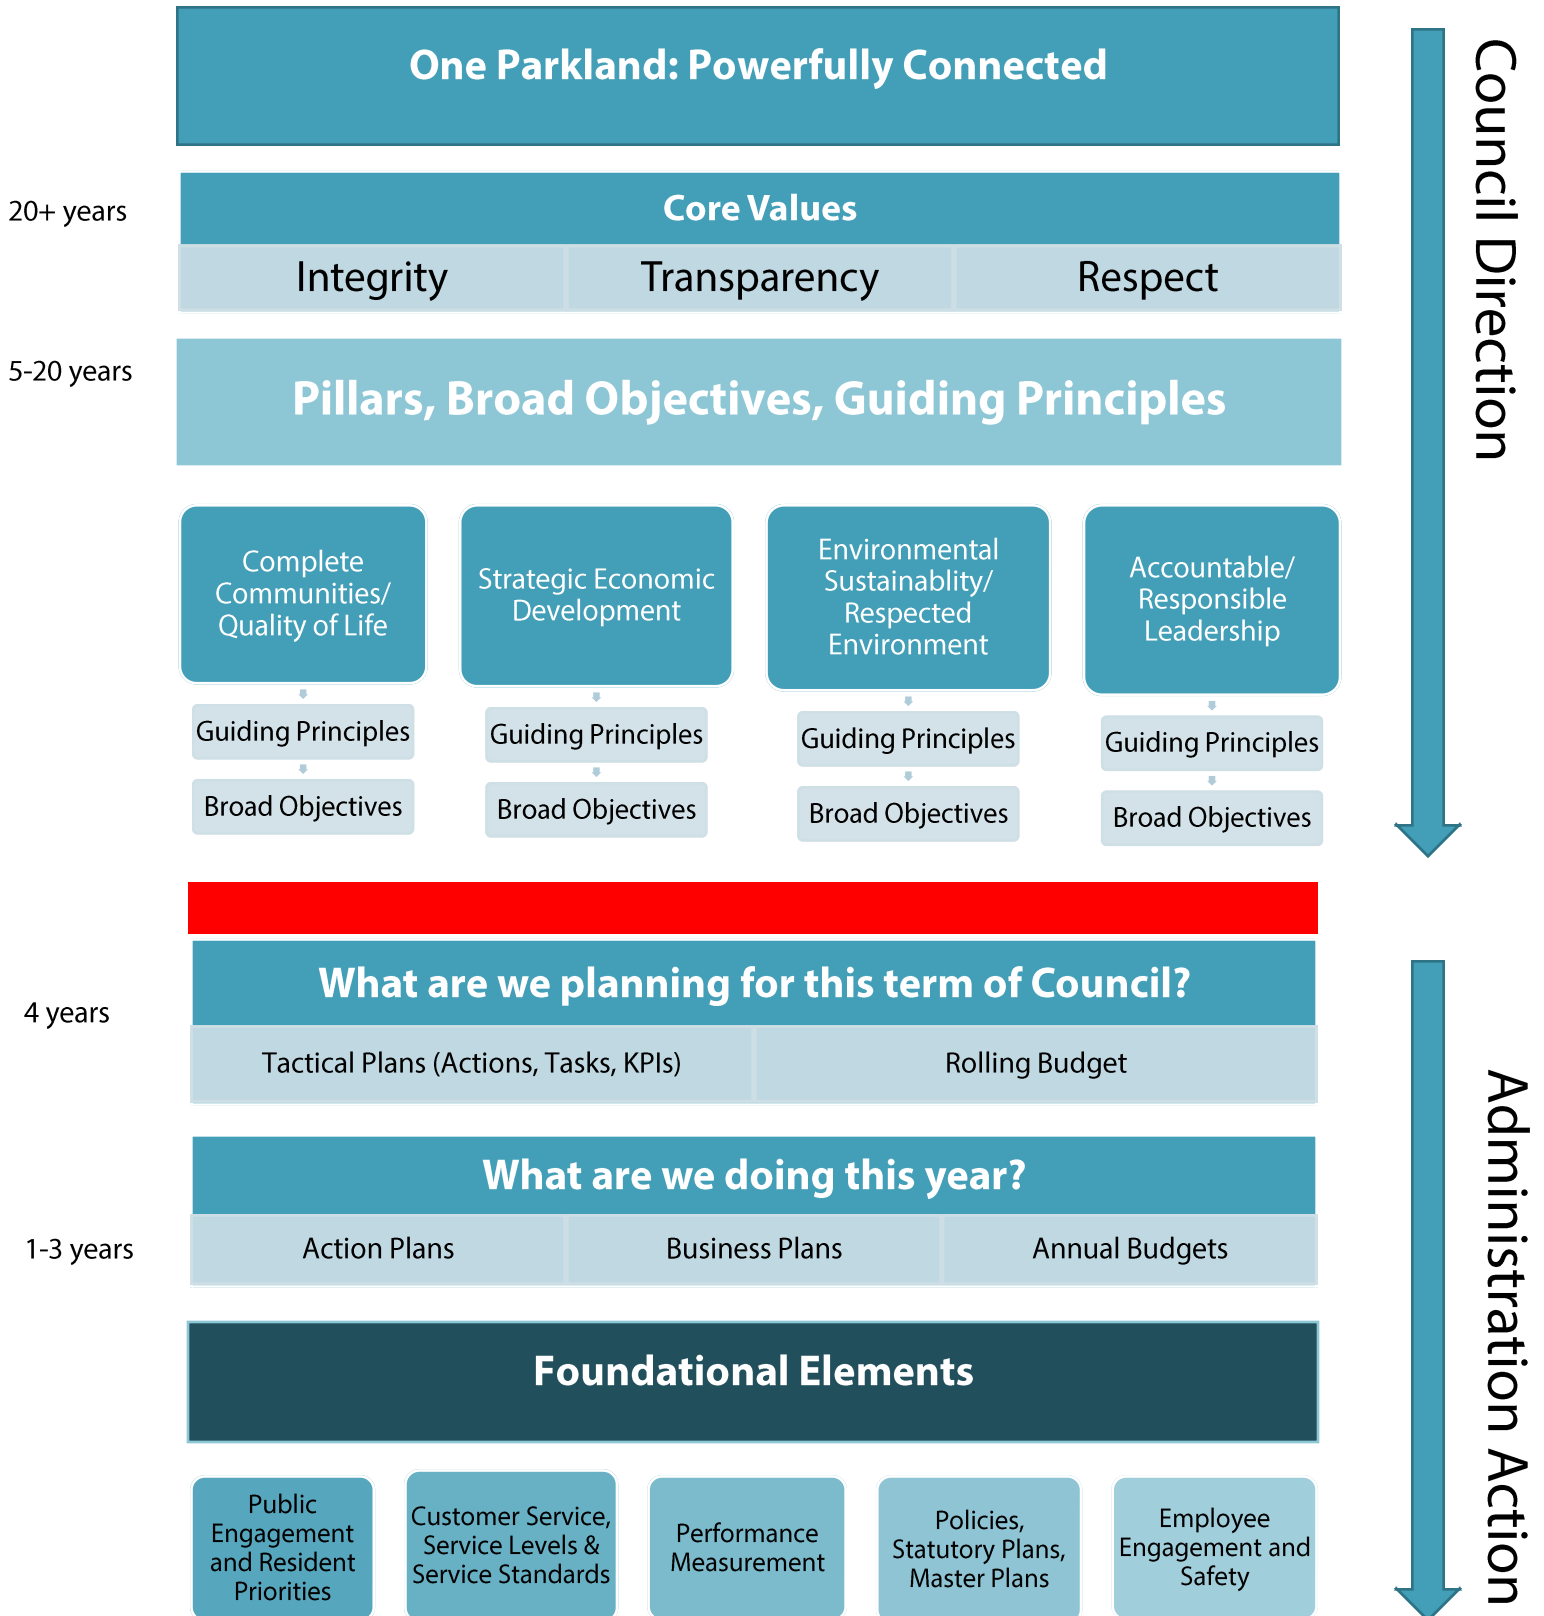 One Parkland: Powerfully Connected
20+ years
Core Values
Integrity
Transparency
Respect
5-20 years
Pillars, Broad Objectives, Guiding Principles
Complete
Communities/
Quality of Life
Guiding Principles
Broad Objectives
Strategic Economic
Development
Guiding Principles
Broad Objectives
Environmental
Sustainablity/
Respected
Environment
Guiding Principles
Broad Objectives
Accountable/
Responsible
Leadership
Guiding Principles
Broad Objectives
Council Direction
4 years
What are we planning for this term of Council?
Tactical Plans (Actions, Tasks, KPIs)
Rolling Budget
What are we doing this year?
1-3 years
Action Plans
Business Plans
Annual Budgets
Foundational Elements
Public
Engagement
and Resident
Priorities
Customer Service,
Service Levels &
Service Standards
Performance
Measurement
Policies,
Statutory Plans,
Master Plans
Employee
Engagement and
Safety
Administration Action